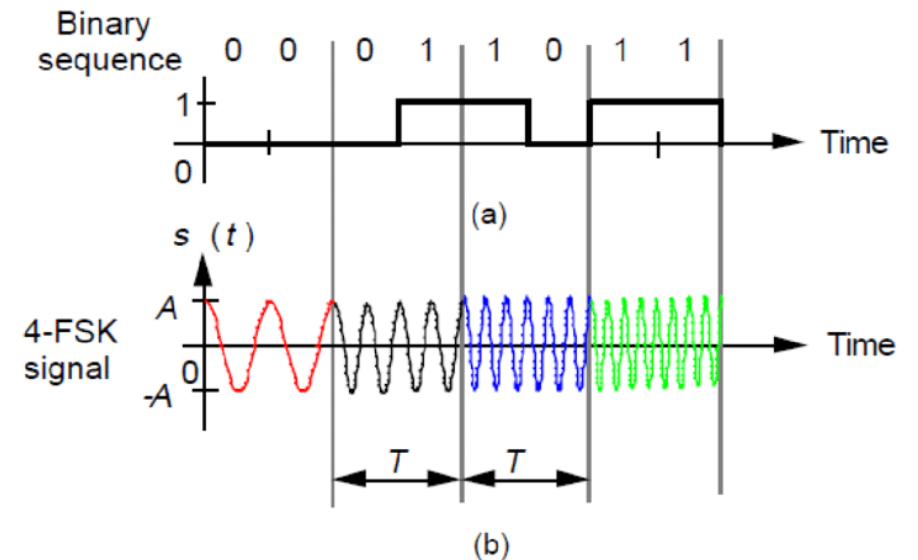 Binary
sequence
0 0 0 1 1 0 1 1
1
0
Time
(a)
s (t)
A
4-FSK
signal
0
-A
Time
T T
(b)